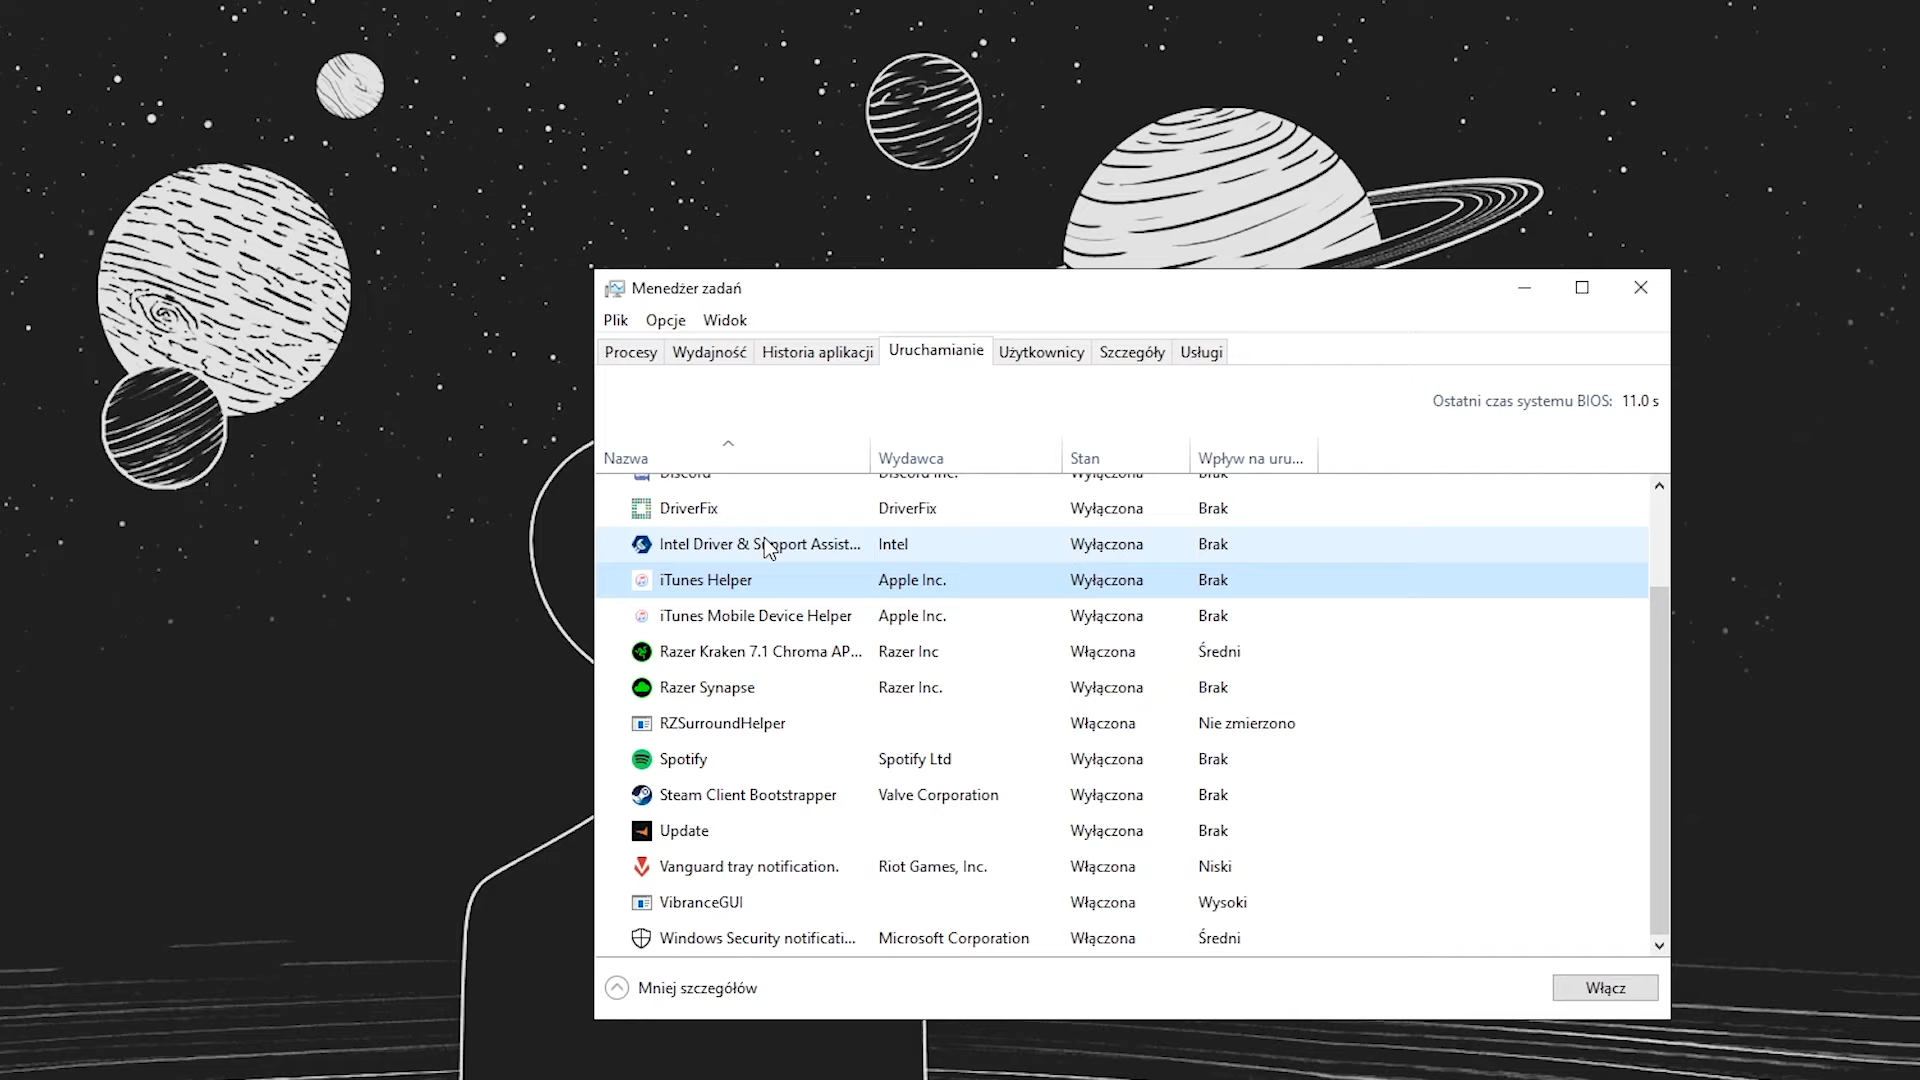 Menedżer zadań
Plik Opcje Widok
Procesy Wydajność Historia aplikacji Uruchamianie Użytkownicy Szczegóły Usługi
Ostatni czas systemu BIOS: 11.0 s
Nazwa Wydawca Stan Wpływ na uru...
Discord Discord Inc. Wyłączona Brak
DriverFix DriverFix Wyłączona Brak
Intel Driver & Support Assist... Intel Wyłączona Brak
iTunes Helper Apple Inc. Wyłączona Brak
iTunes Mobile Device Helper Apple Inc. Wyłączona Brak
Razer Kraken 7.1 Chroma AP... Razer Inc Włączona Średni
Razer Synapse Razer Inc. Wyłączona Brak
RZSurroundHelper Włączona Nie zmierzono
Spotify Spotify Ltd Wyłączona Brak
Steam Client Bootstrapper Valve Corporation Wyłączona Brak
Update Wyłączona Brak
Vanguard tray notification. Riot Games, Inc. Włączona Niski
VibranceGUI Włączona Wysoki
Windows Security notificati... Microsoft Corporation Włączona Średni
Mniej szczegółów Włącz